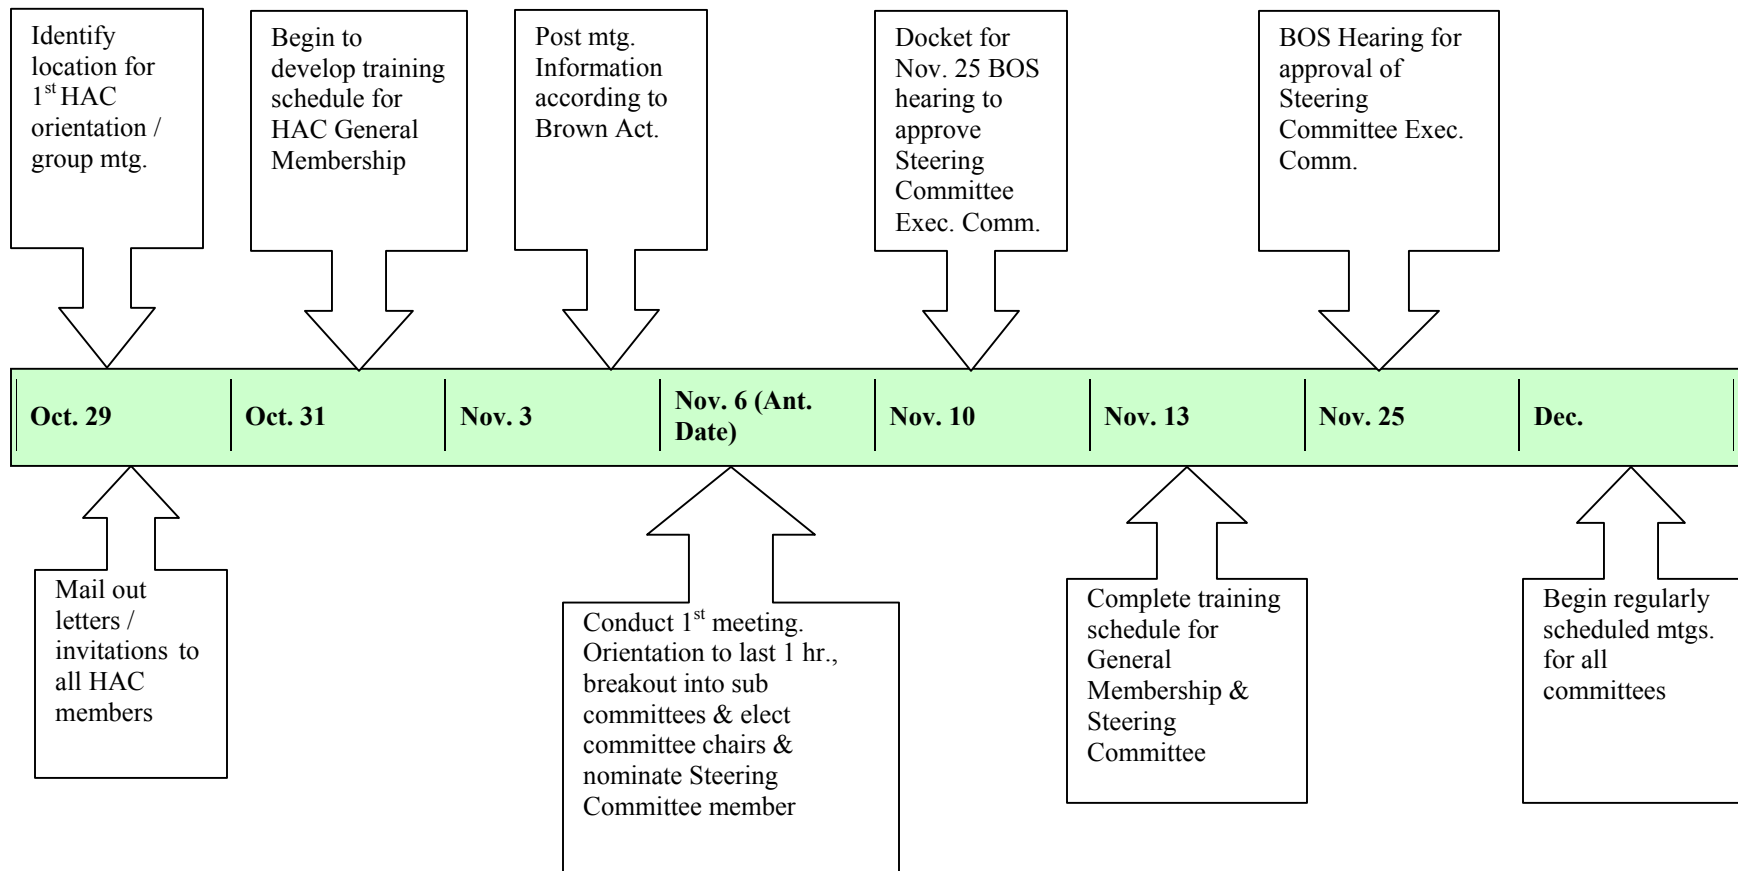 Identify
location for
1st HAC
orientation /
group mtg.
Begin to
develop training
schedule for
HAC General
Membership
Post mtg.
Information
according to
Brown Act.
Docket for
Nov. 25 BOS
hearing to
approve
Steering
Committee
Exec. Comm.
BOS Hearing for
approval of
Steering
Committee Exec.
Comm.
Oct. 29
Oct. 31
Nov. 3
Nov. 6 (Ant.
Date)
Nov. 10
Nov. 13
Nov. 25
Dec.
Mail out
letters /
invitations to
all HAC
members
Conduct 1st meeting.
Orientation to last 1 hr.,
breakout into sub
committees & elect
committee chairs &
nominate Steering
Committee member
Complete training
schedule for
General
Membership &
Steering
Committee
Begin regularly
scheduled mtgs.
for all
committees